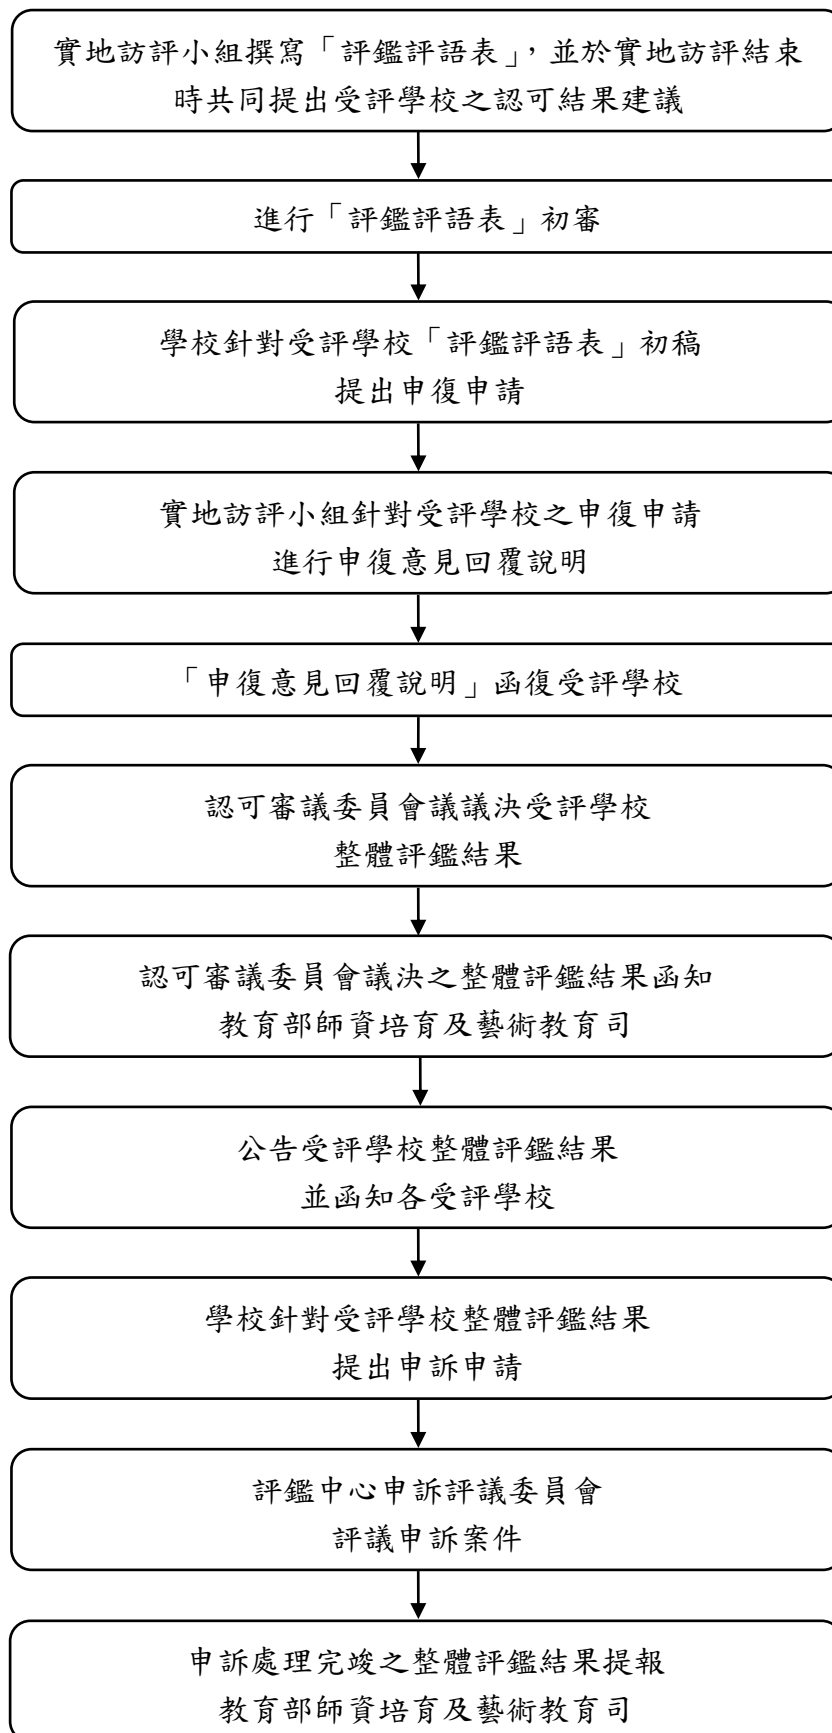 實地訪評小組撰寫「評鑑評語表」，並於實地訪評結束
時共同提出受評學校之認可結果建議
進行「評鑑評語表」初審
學校針對受評學校「評鑑評語表」初稿
提出申復申請
實地訪評小組針對受評學校之申復申請
進行申復意見回覆說明
「申復意見回覆說明」函復受評學校
認可審議委員會議議決受評學校
整體評鑑結果
認可審議委員會議決之整體評鑑結果函知
教育部師資培育及藝術教育司
公告受評學校整體評鑑結果
並函知各受評學校
學校針對受評學校整體評鑑結果
提出申訴申請
評鑑中心申訴評議委員會
評議申訴案件
申訴處理完竣之整體評鑑結果提報
教育部師資培育及藝術教育司